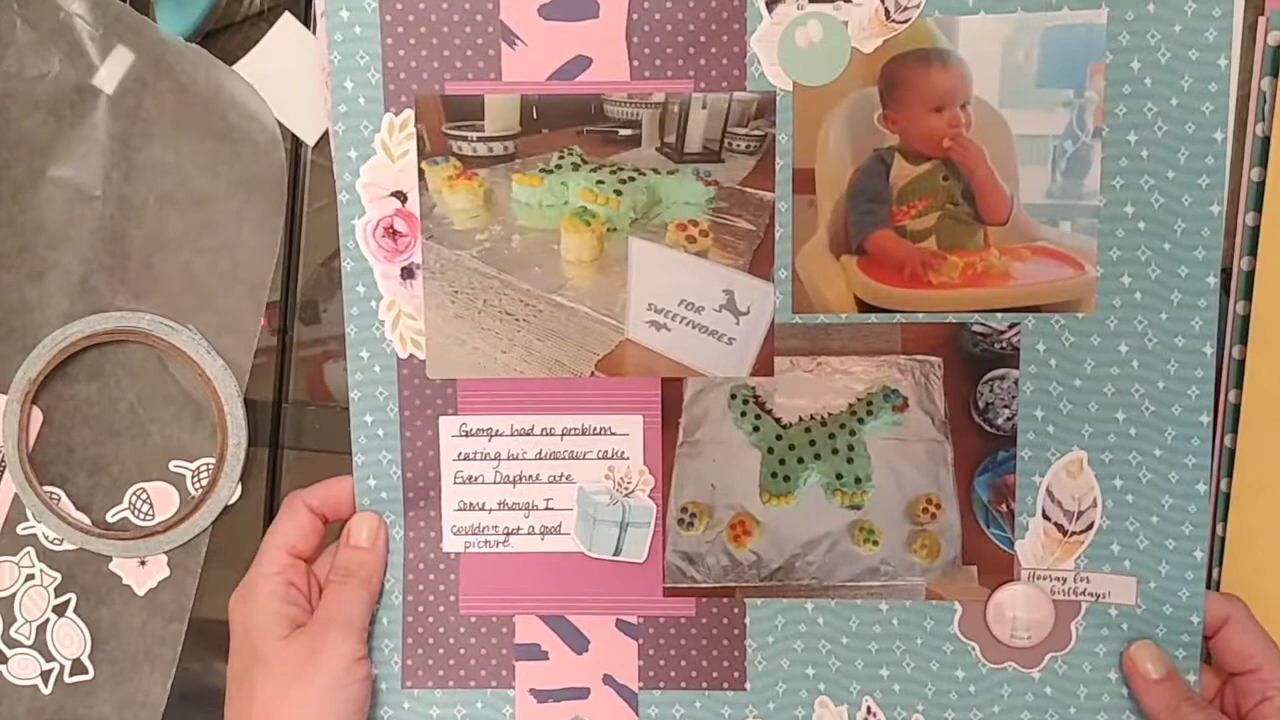 FOR
SWEETIVORES
George had no problem
eating his dinosaur cake.
Even Daphne ate
some, though I
couldn't get a good
picture.
Hooray for
birthdays!